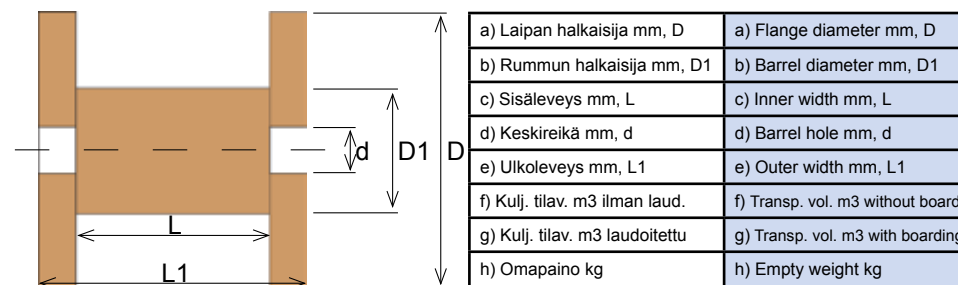 d
D1
D
L
L1
a) Laipan halkaisija mm, D
a) Flange diameter mm, D
b) Rummun halkaisija mm, D1
b) Barrel diameter mm, D1
c) Sisäleveys mm, L
c) Inner width mm, L
d) Keskireikä mm, d
d) Barrel hole mm, d
e) Ulkoleveys mm, L1
e) Outer width mm, L1
f) Kulj. tilav. m3 ilman laud.
f) Transp. vol. m3 without board
g) Kulj. tilav. m3 laudoitettu
g) Transp. vol. m3 with boarding
h) Omapaino kg
h) Empty weight kg